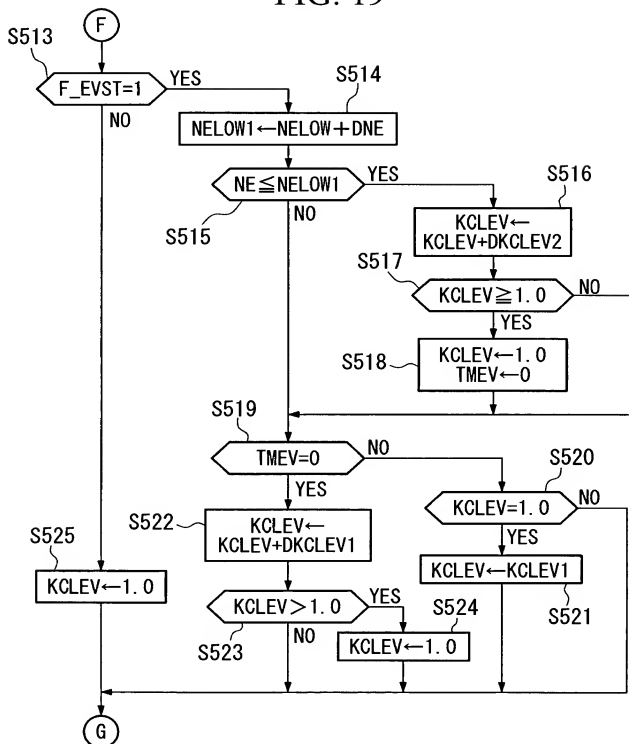 FIG. 19
F
S513
F_EVST=1
YES
NO
S514
NELOW1←NELOW+DNE
NE≦NELOW1
YES
NO
S515
S516
KCLEV←
KCLEV+DKCLEV2
S517
KCLEV≧1.0
NO
YES
S518
KCLEV←1.0
TMEV←0
S519
TMEV=0
NO
YES
S520
KCLEV=1.0
NO
YES
S522
KCLEV←
KCLEV+DKCLEV1
KCLEV←KCLEV1
S521
S525
KCLEV←1.0
KCLEV>1.0
YES
NO
S523
S524
KCLEV←1.0
G